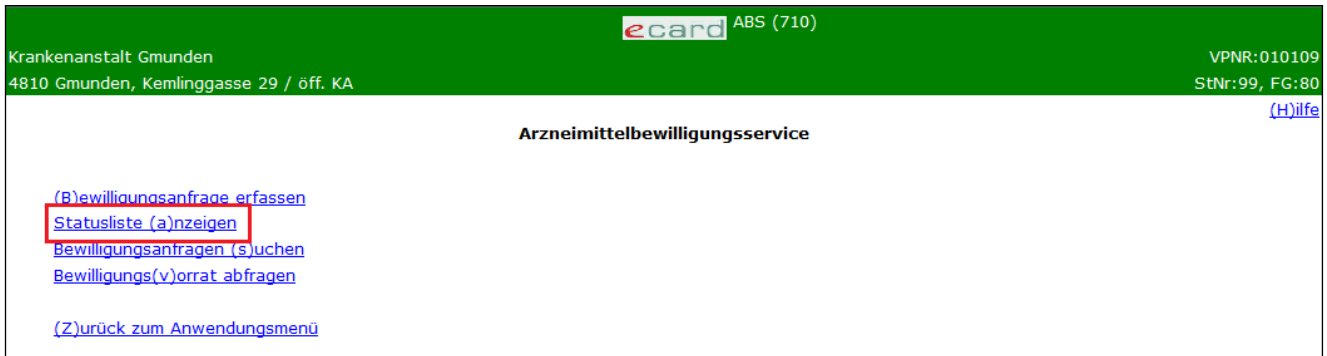 ecard ABS (710)
Krankenanstalt Gmunden VPNR:010109
4810 Gmunden, Kemlinggasse 29 / öff. KA StNr:99, FG:80
(H)ilfe
Arzneimittelbewilligungsservice
(B)ewilligungsanfrage erfassen
Statusliste (a)nzeigen
Bewilligungsanfragen (s)uchen
Bewilligungs(v)orrat abfragen
(Z)urück zum Anwendungsmenü